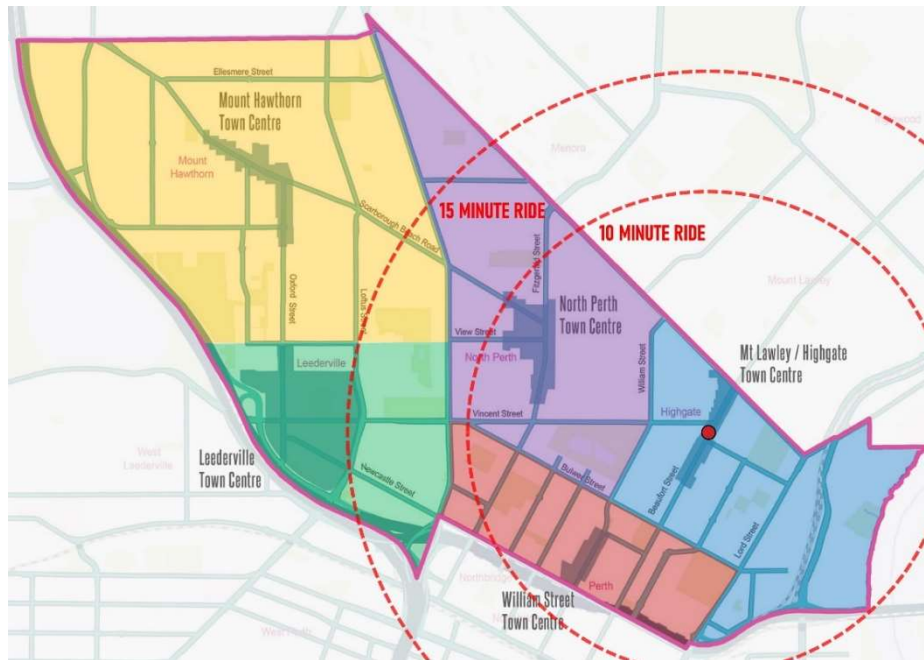 Ellesmere Street
Mount Hawthorn
Town Centre
Menora
Mount
Hawthorn
15 MINUTE RIDE
10 MINUTE RIDE
Scarborough Beach Road
Fitzgerald Street
Mount Lawley
Oxford Street
Loftus Street
North Perth
Town Centre
View Street
William Street
North Perth
Leederville
Mt Lawley / Highgate
Town Centre
Vincent Street
Highgate
West
Leederville
Leederville
Town Centre
Newcastle Street
Bulwer Street
Beaufort Street
Lord Street
Northbridge
Perth
William Street
Town Centre
West Perth